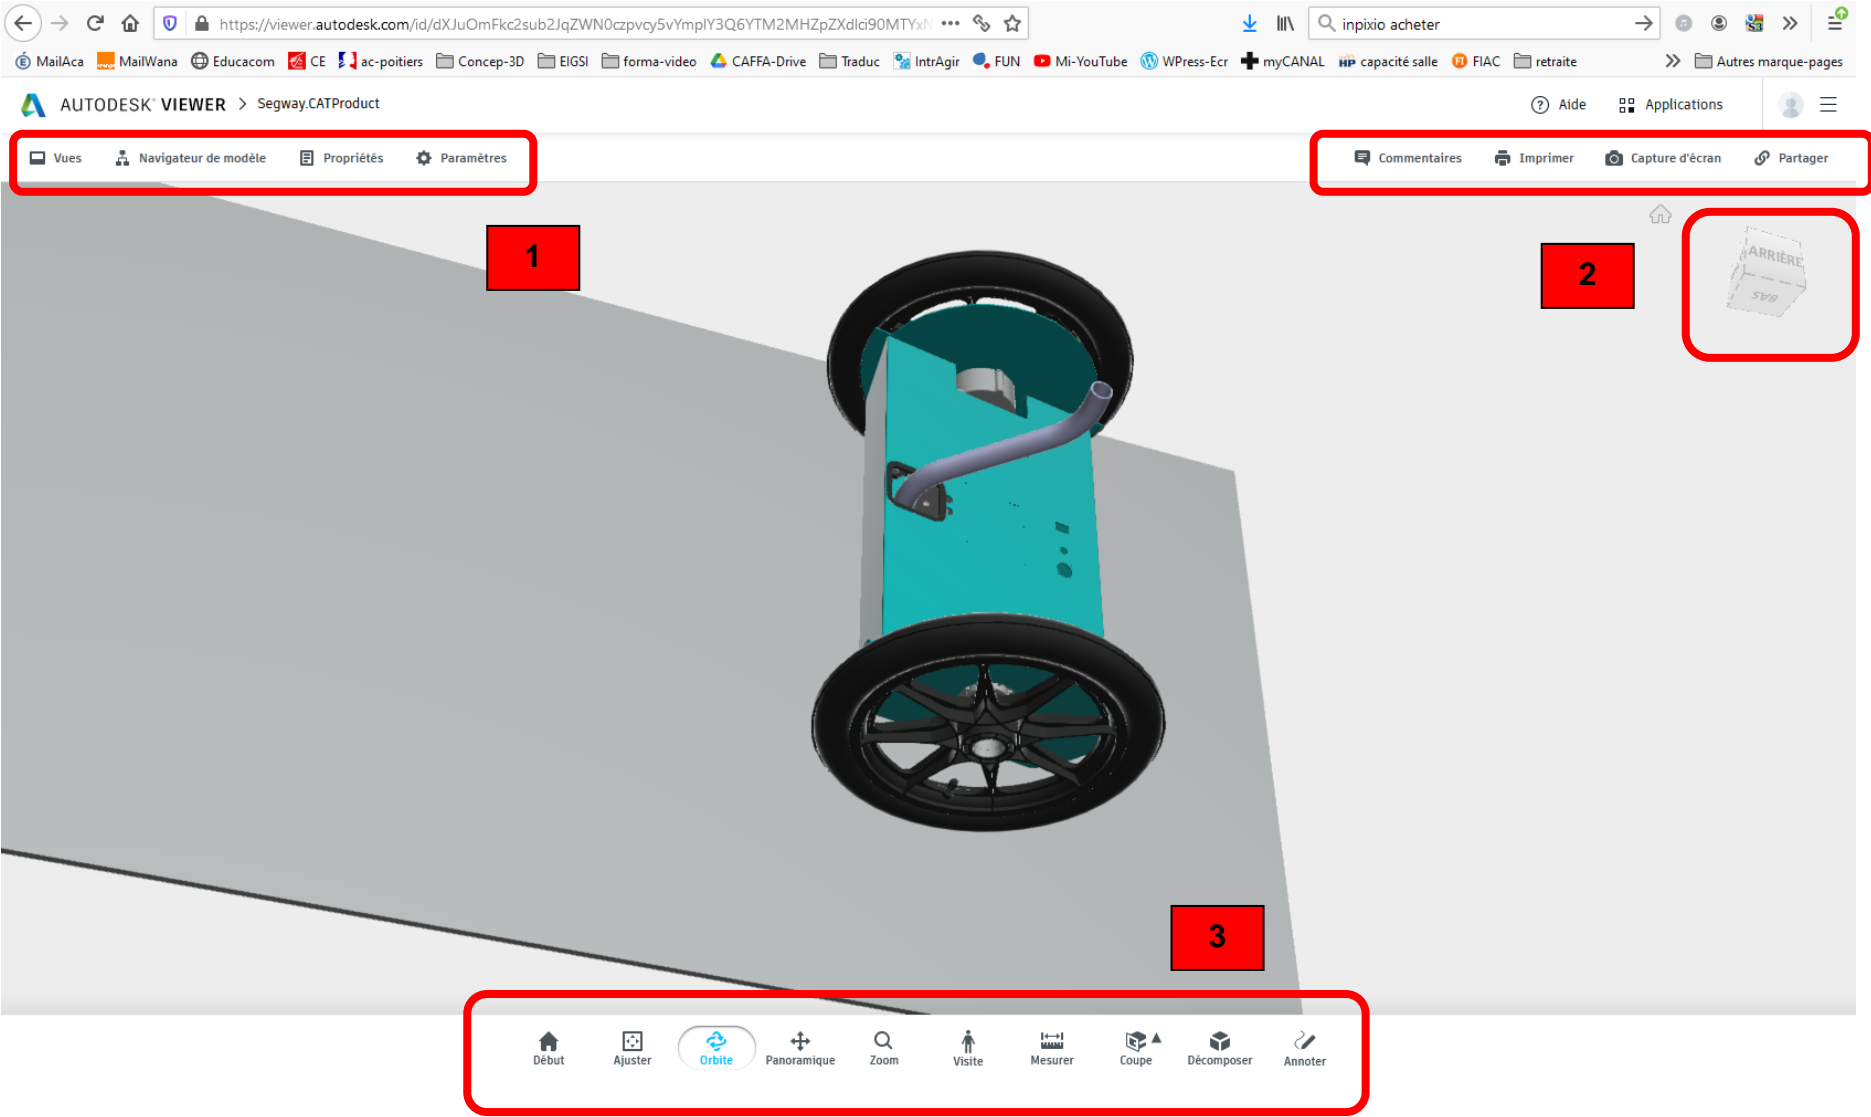 https://viewer.autodesk.com/id/dXJuOmFkc2sub2JqZWN0czpvcy5vYmplY3Q6YTM2MHZpZXdlci90MTYx
inpixio acheter
MailAca MailWana Educacom CE ac-poitiers Concep-3D EIGSI forma-video CAFFA-Drive Traduc IntrAgir FUN Mi-YouTube WPress-Ecr myCANAL HP capacité salle FIAC retraite Autres marque-pages
AUTODESK® VIEWER > Segway.CATProduct
Aide Applications
Vues Navigateur de modèle Propriétés Paramètres
Commentaires Imprimer Capture d'écran Partager
1
2
ARRIÈRE
BAS
3
Début Ajuster Orbite Panoramique Zoom Visite Mesurer Coupe Décomposer Annoter